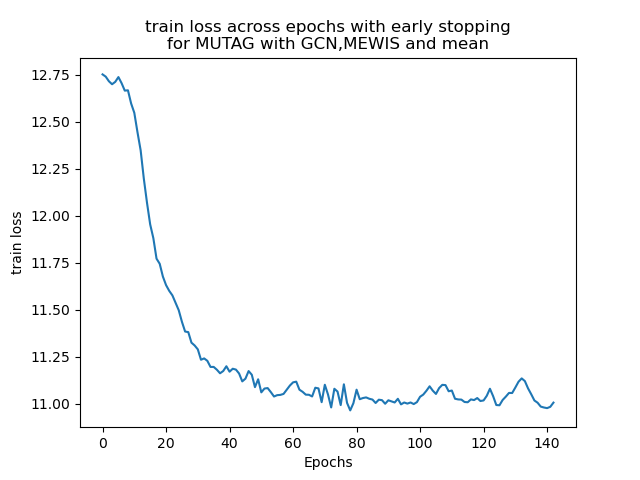 train loss across epochs with early stopping
for MUTAG with GCN,MEWIS and mean
12.75
12.50
12.25
12.00
11.75
11.50
11.25
11.00
train loss
0 20 40 60 80 100 120 140
Epochs